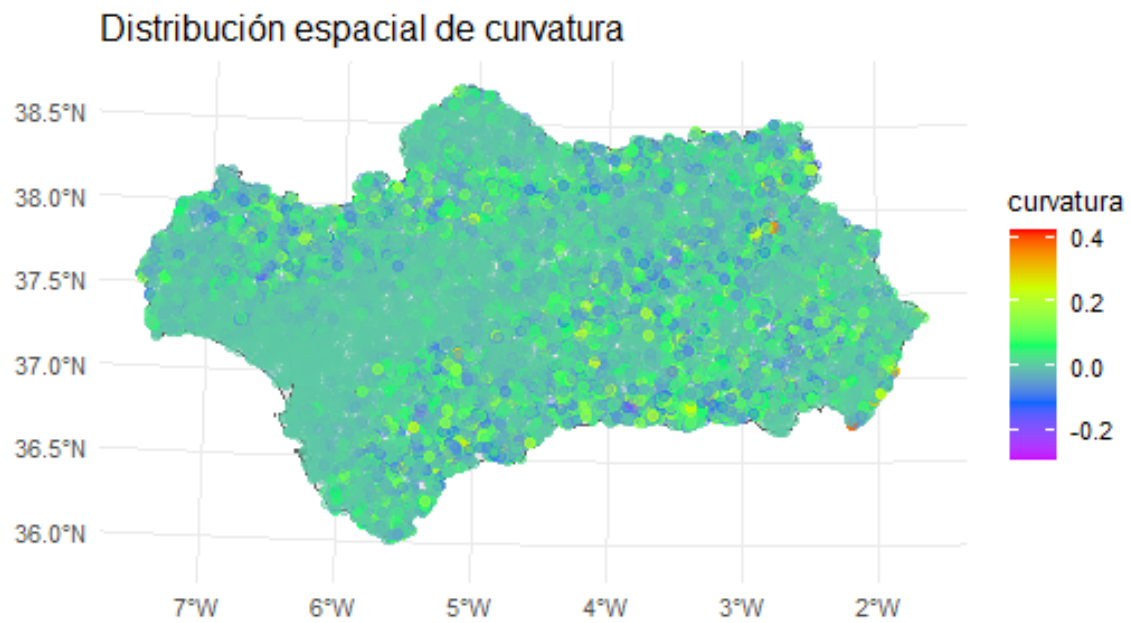 Distribución espacial de curvatura
38.5°N
38.0°N
37.5°N
37.0°N
36.5°N
36.0°N
7°W 6°W 5°W 4°W 3°W 2°W
curvatura
0.4
0.2
0.0
-0.2